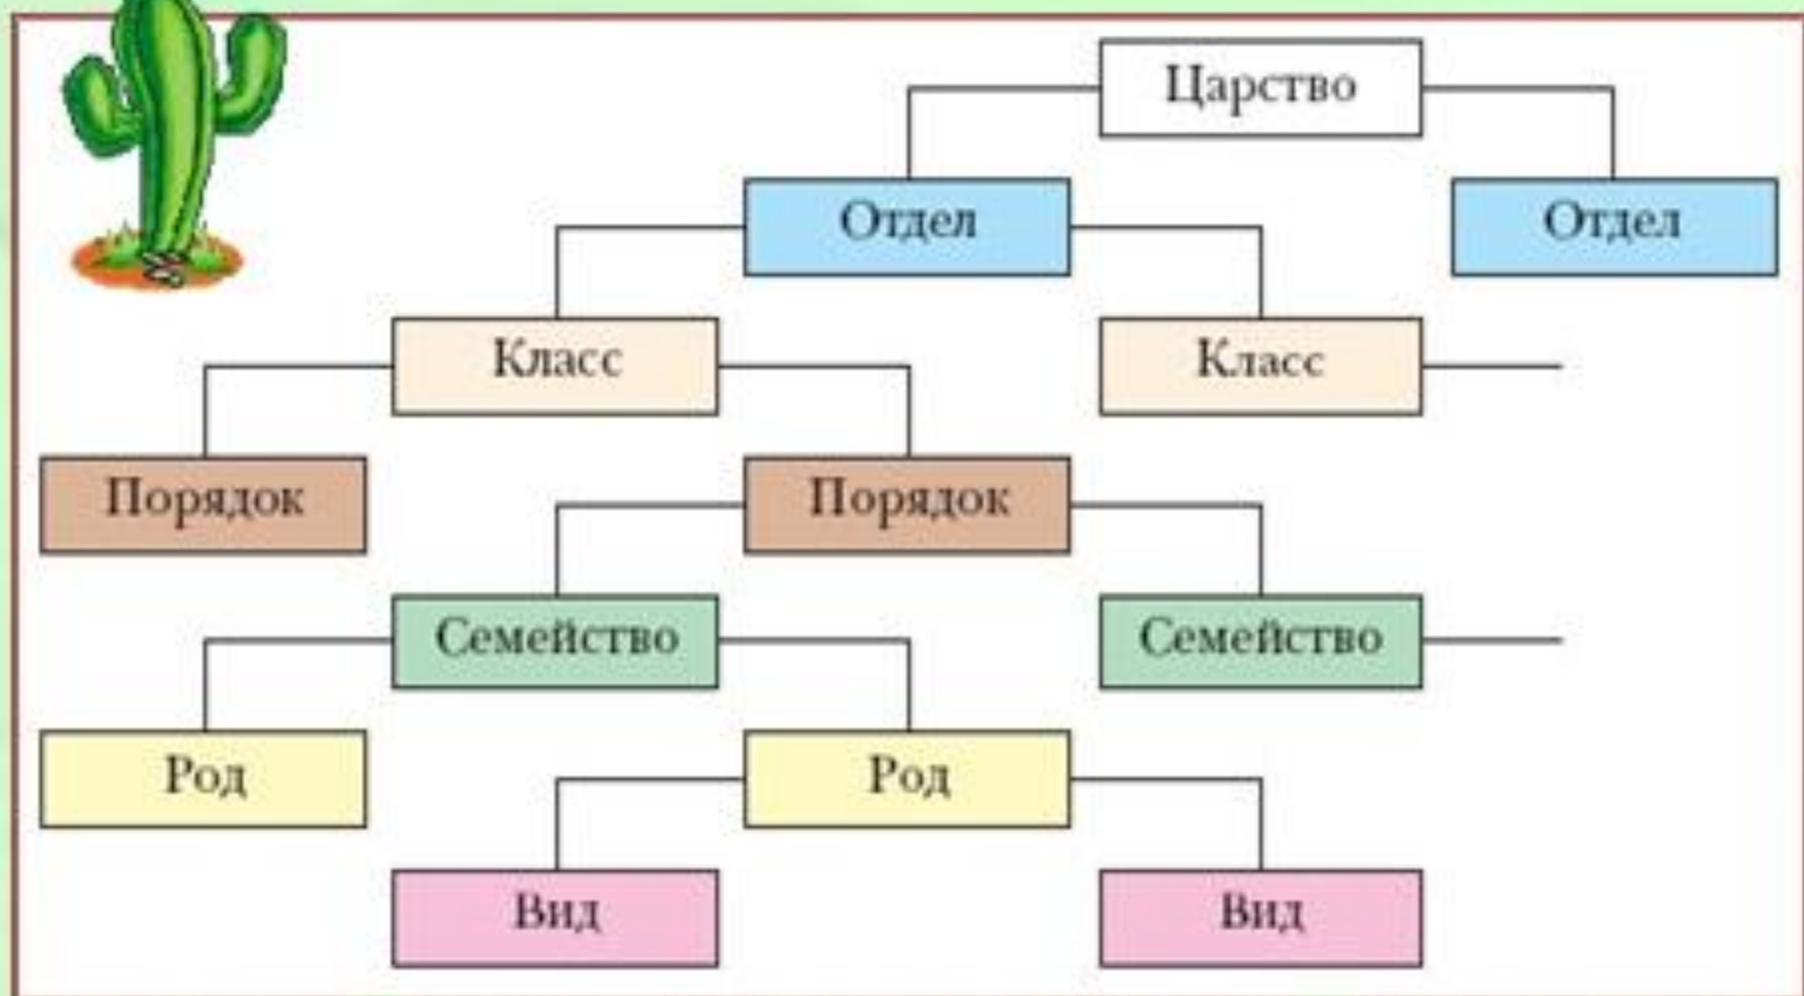 Царство
Отдел Отдел
Класс Класс
Порядок Порядок
Семейство Семейство
Род Род
Вид Вид